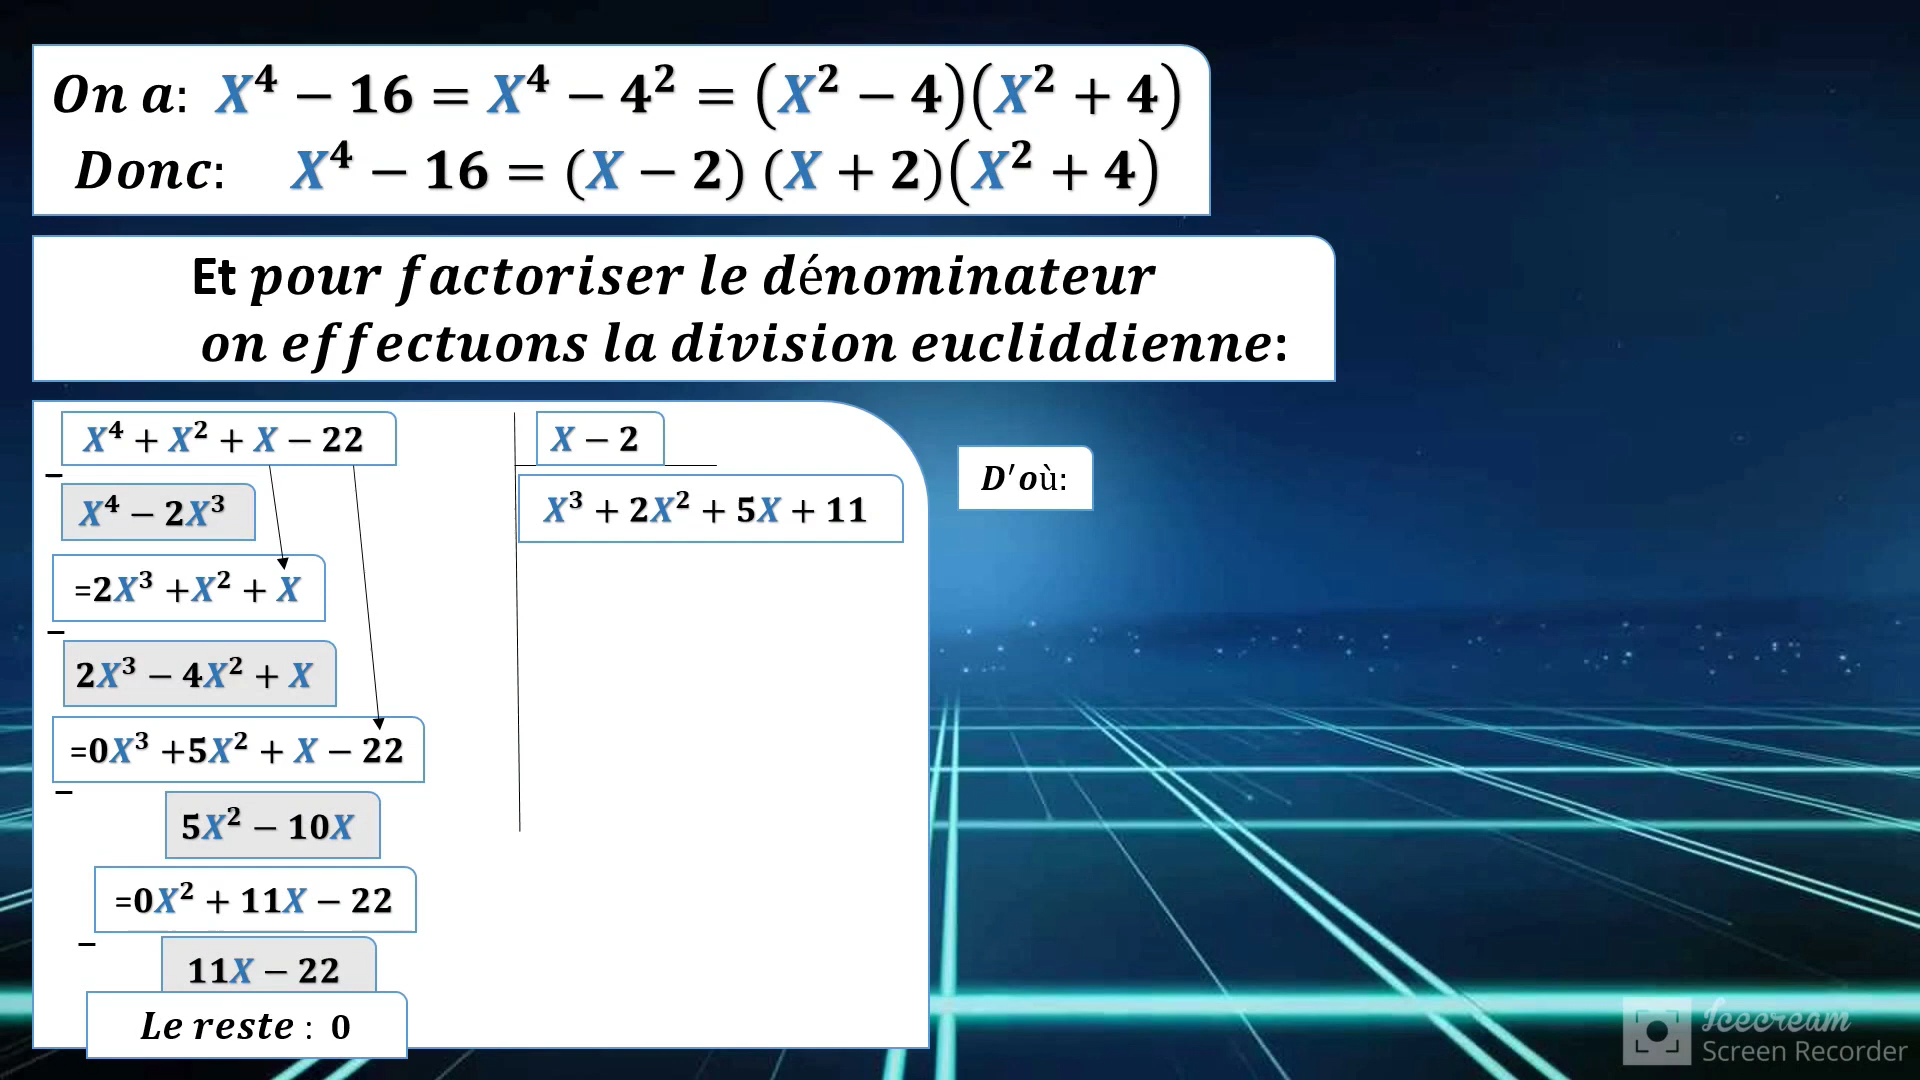 On a: X⁴ − 16 = X⁴ − 4² = (X² − 4)(X² + 4)
Donc: X⁴ − 16 = (X − 2) (X + 2)(X² + 4)
Et pour factoriser le dénominateur
on effectuons la division eucliddienne:
X⁴ + X² + X − 22
X − 2
−
X⁴ − 2X³
X³ + 2X² + 5X + 11
D′où:
=2X³ +X² + X
−
2X³ − 4X² + X
=0X³ +5X² + X − 22
−
5X² − 10X
=0X² + 11X − 22
−
11X − 22
Le reste : 0
Icecream
Screen Recorder